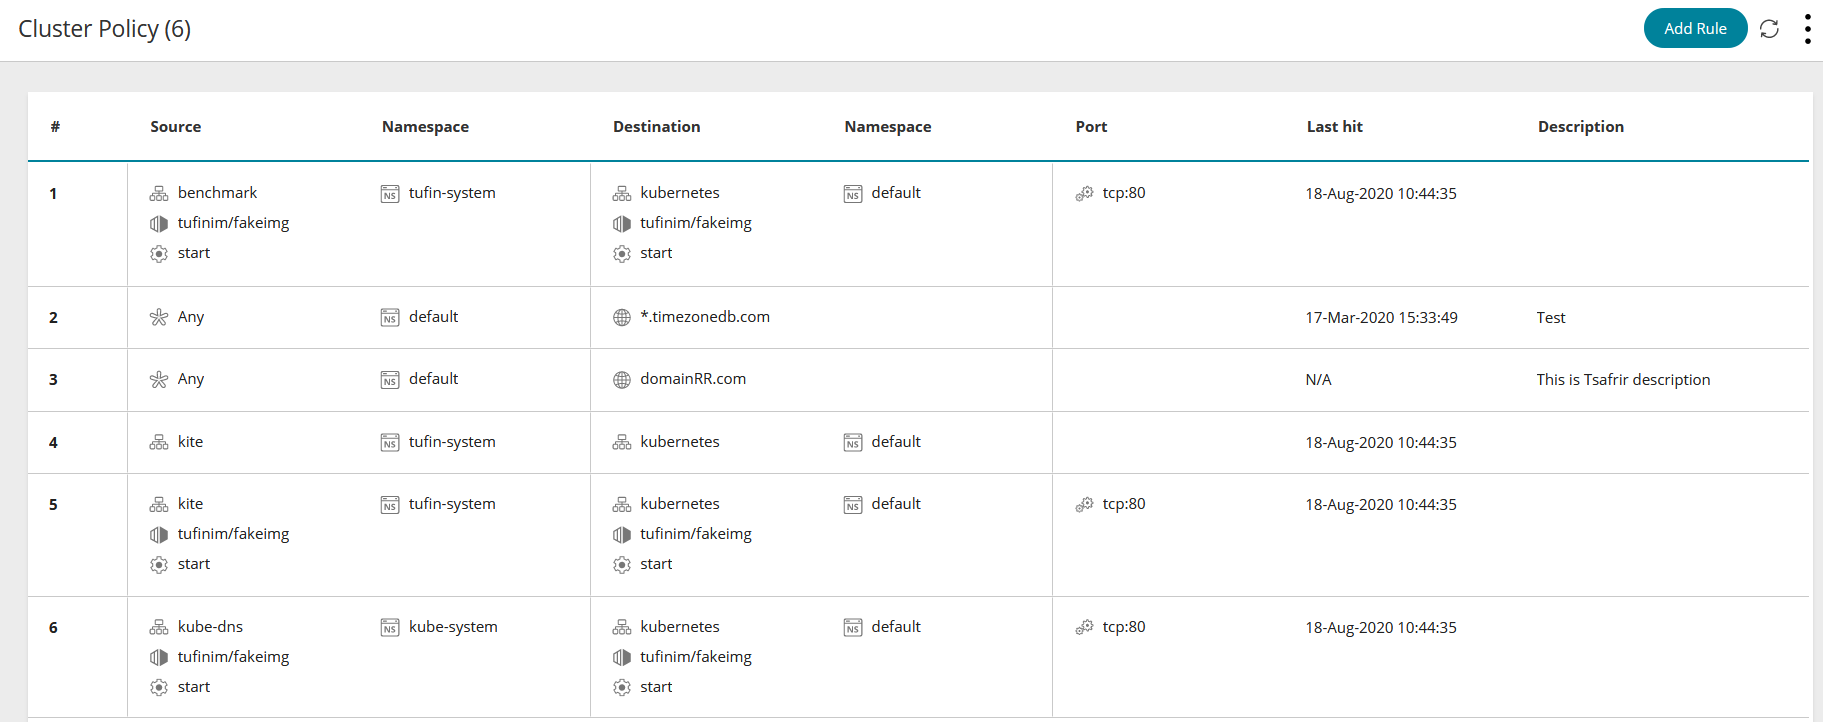 Cluster Policy (6)
Add Rule
# Source Namespace Destination Namespace Port Last hit Description
1 benchmark NS tufin-system kubernetes NS default tcp:80 18-Aug-2020 10:44:35
tufinim/fakeimg tufinim/fakeimg
start start
2 Any NS default *.timezonedb.com 17-Mar-2020 15:33:49 Test
3 Any NS default domainRR.com N/A This is Tsafrir description
4 kite NS tufin-system kubernetes NS default 18-Aug-2020 10:44:35
5 kite NS tufin-system kubernetes NS default tcp:80 18-Aug-2020 10:44:35
tufinim/fakeimg tufinim/fakeimg
start start
6 kube-dns NS kube-system kubernetes NS default tcp:80 18-Aug-2020 10:44:35
tufinim/fakeimg tufinim/fakeimg
start start